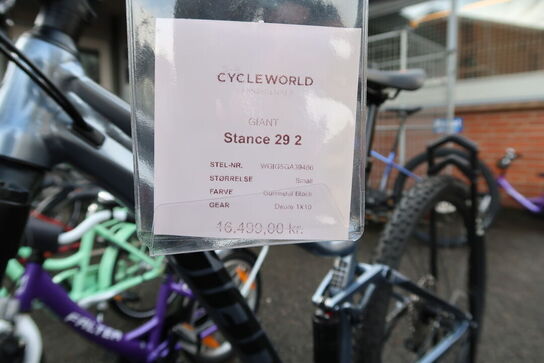 CYCLEWORLD
GIANT
Stance 29 2
STEL-NR.
STØRRELSE Small
FARVE Gunmetal Black
GEAR Deore 1X10
16.499,00 kr.
FALTER